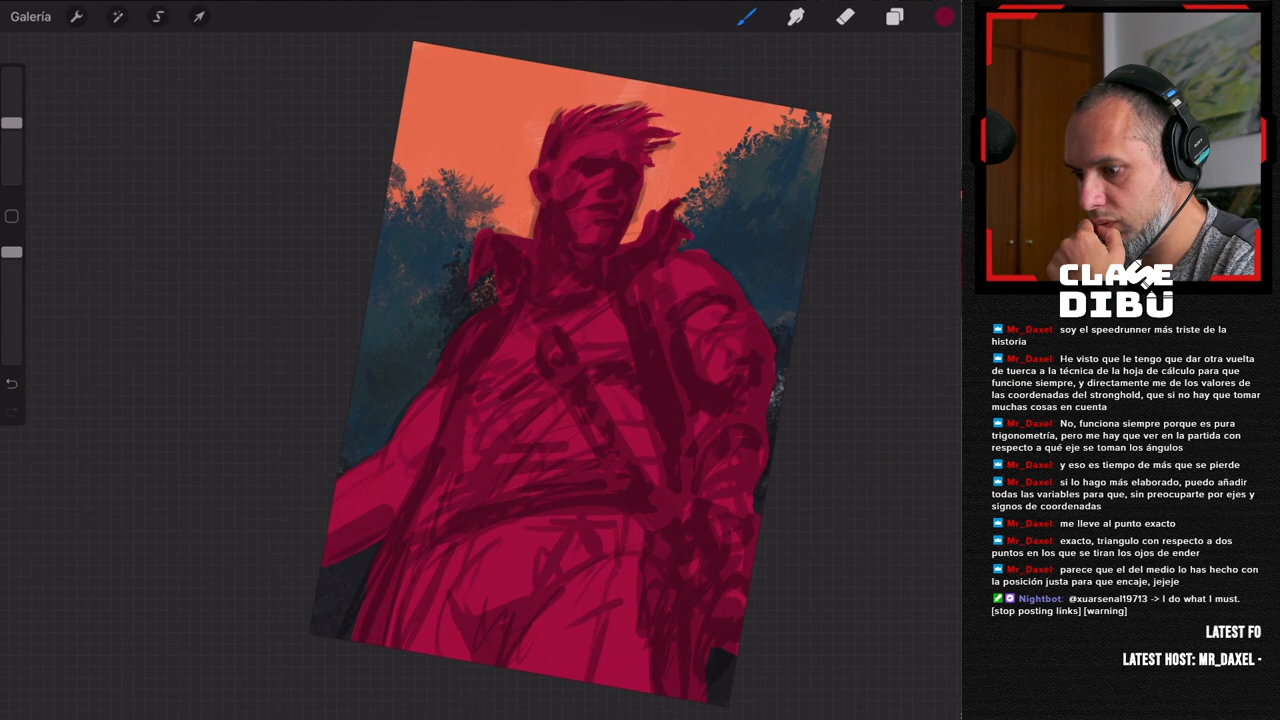 Galería
CLASE
DIBU
Mr_Daxel: soy el speedrunner más triste de la
historia
Mr_Daxel: He visto que le tengo que dar otra vuelta
de tuerca a la técnica de la hoja de cálculo para que
funcione siempre, y directamente me de los valores de
las coordenadas del stronghold, que si no hay que tomar
muchas cosas en cuenta
Mr_Daxel: No, funciona siempre porque es pura
trigonometría, pero me hay que ver en la partida con
respecto a qué eje se toman los ángulos
Mr_Daxel: y eso es tiempo de más que se pierde
Mr_Daxel: si lo hago más elaborado, puedo añadir
todas las variables para que, sin preocuparte por ejes y
signos de coordenadas
Mr_Daxel: me lleve al punto exacto
Mr_Daxel: exacto, triangulo con respecto a dos
puntos en los que se tiran los ojos de ender
Mr_Daxel: parece que el del medio lo has hecho con
la posición justa para que encaje, jejeje
Nightbot: @xuarsenal19713 -> I do what I must.
[stop posting links] [warning]
LATEST FO
LATEST HOST: MR_DAXEL -